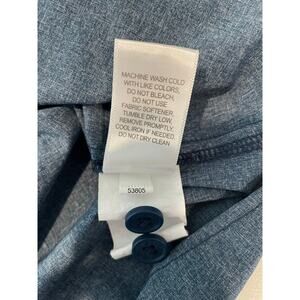 MACHINE WASH COLD
WITH LIKE COLORS,
DO NOT BLEACH,
DO NOT USE
FABRIC SOFTENER,
TUMBLE DRY LOW,
REMOVE PROMPTLY,
COOL IRON IF NEEDED,
DO NOT DRY CLEAN
53805